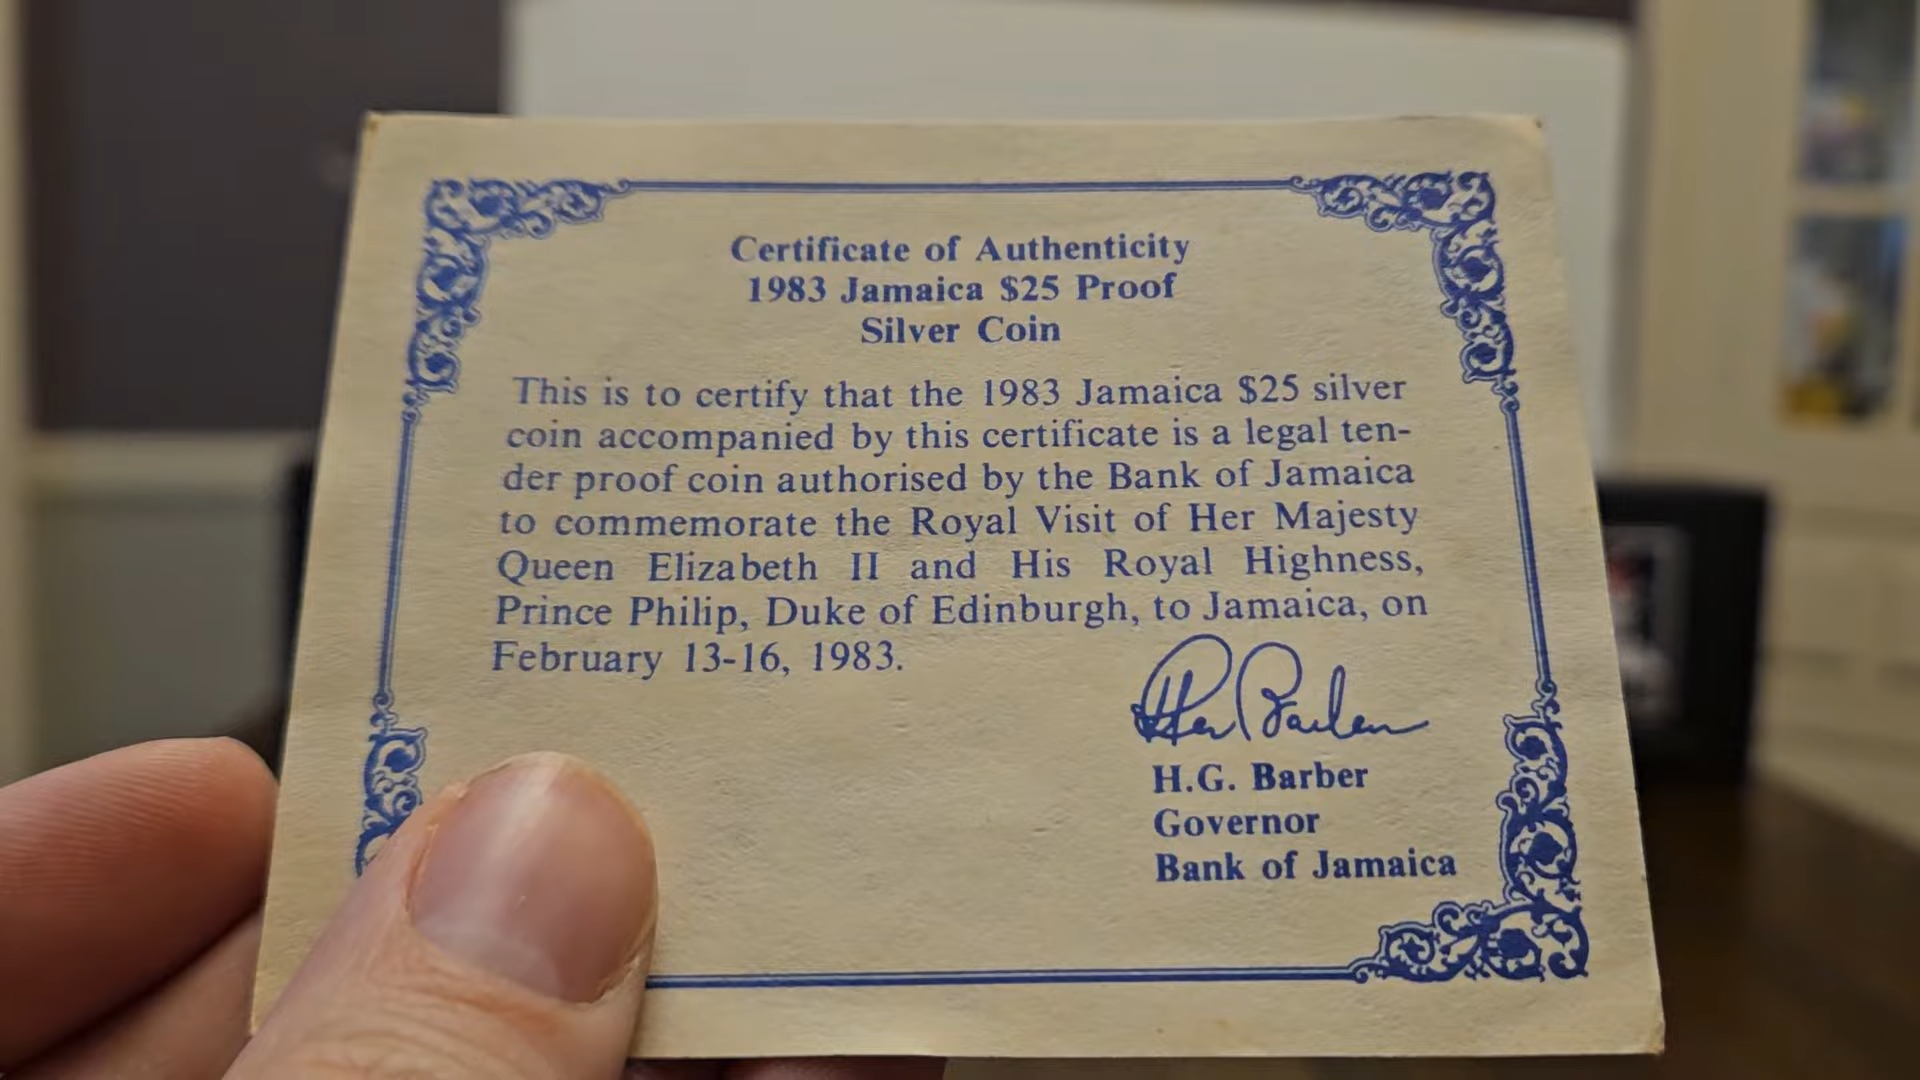 Certificate of Authenticity
1983 Jamaica $25 Proof
Silver Coin
This is to certify that the 1983 Jamaica $25 silver
coin accompanied by this certificate is a legal ten-
der proof coin authorised by the Bank of Jamaica
to commemorate the Royal Visit of Her Majesty
Queen Elizabeth II and His Royal Highness,
Prince Philip, Duke of Edinburgh, to Jamaica, on
February 13-16, 1983.
H.G. Barber
Governor
Bank of Jamaica